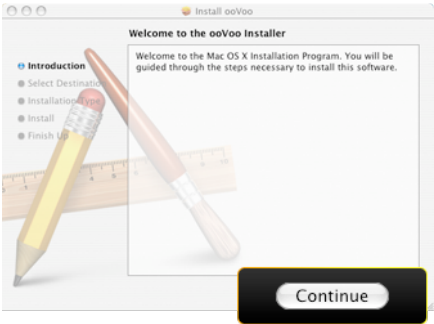 Install ooVoo
Welcome to the ooVoo Installer
Introduction
Select Destination
Installation Type
Install
Finish Up
Welcome to the Mac OS X Installation Program. You will be
guided through the steps necessary to install this software.
Continue